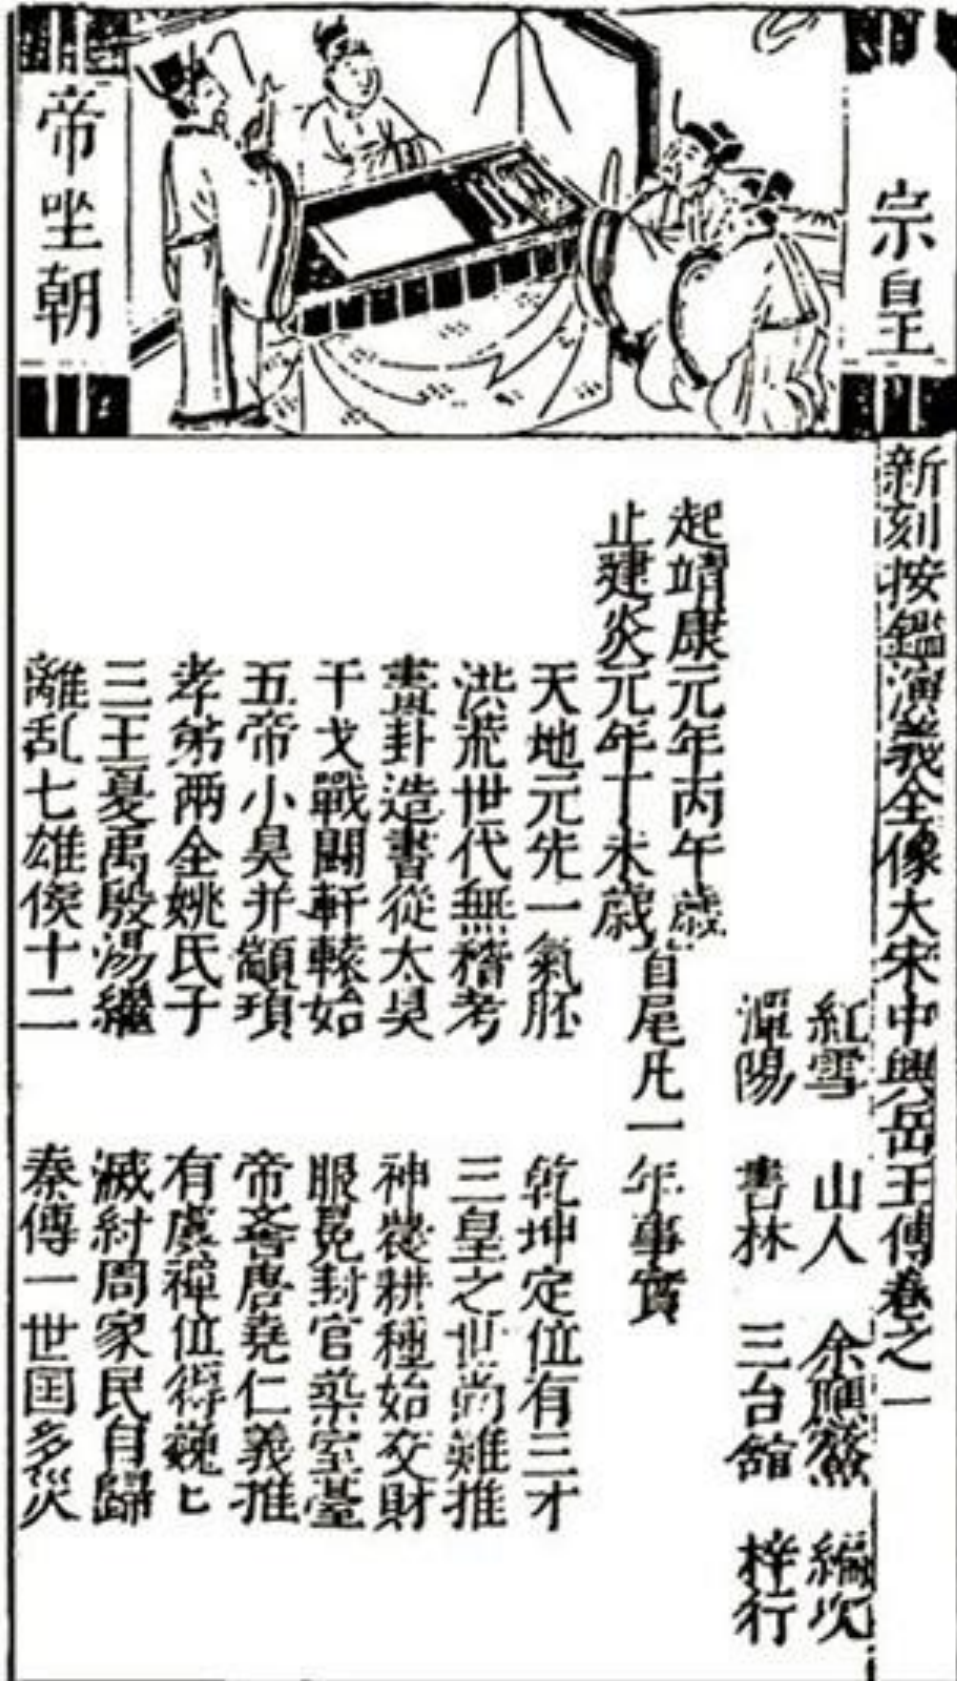 宗皇
帝坐朝
新刻按鑑演義全像大宋中興岳王傳卷之一
紅雪 山人 余應鰲 編次
潭陽 書林 三台舘 梓行
起靖康元年丙午歲
止建炎元年丁未歲
首尾凡一年事實
天地元先一氣胚 乾坤定位有三才
洪荒世代無稽考 三皇之世尚難推
畫卦造書從太昊 神農耕種始交財
干戈戰鬪軒轅始 服冕封官築室臺
五帝小昊并顓頊 帝嚳唐堯仁義推
孝弟兩全姚氏子 有虞禪位衛巍匕
三王夏禹殷湯繼 滅紂周家民自歸
離乱七雄侯十二 秦傳一世国多災